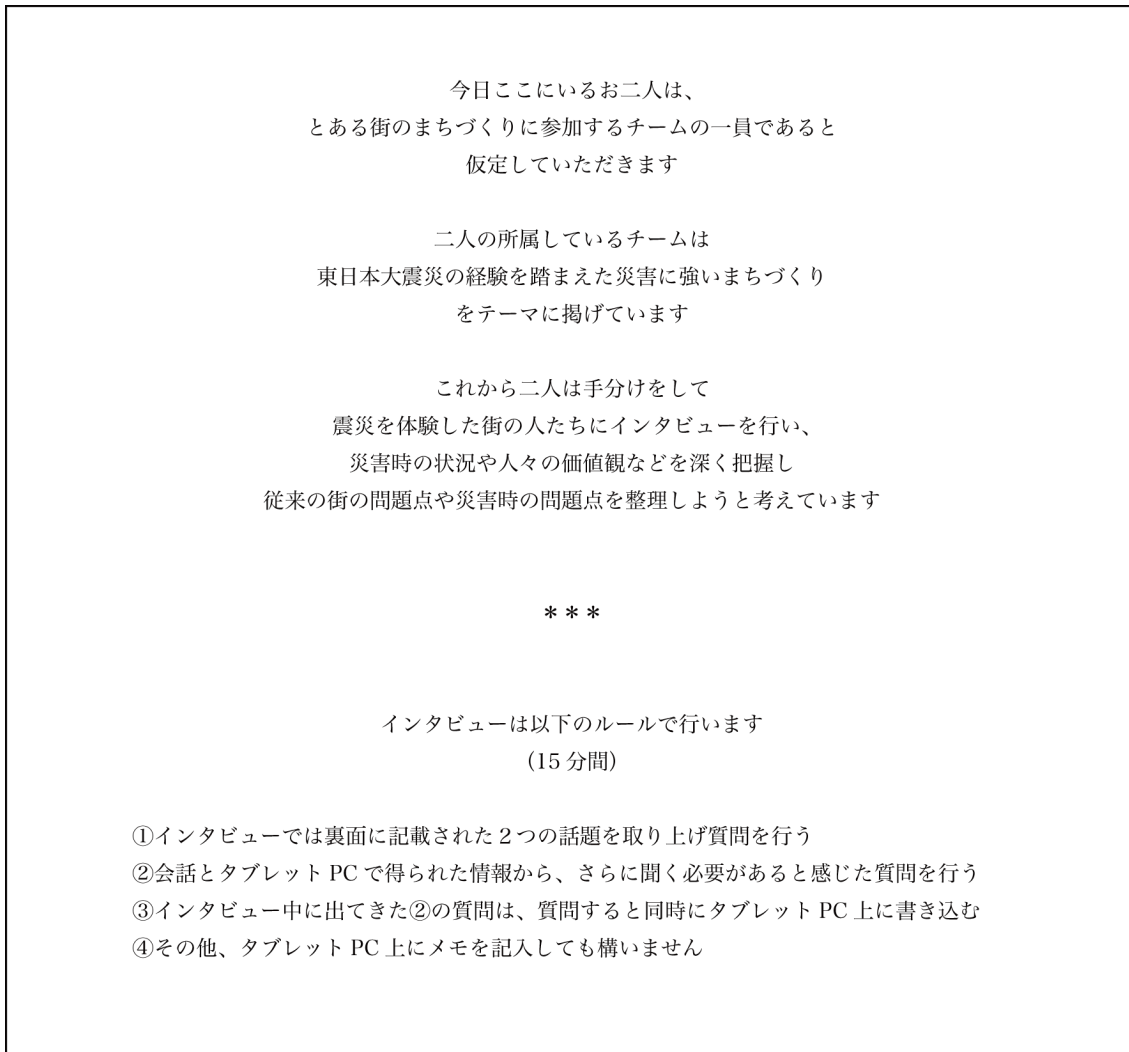 今日ここにいるお二人は、
とある街のまちづくりに参加するチームの一員であると
仮定していただきます
二人の所属しているチームは
東日本大震災の経験を踏まえた災害に強いまちづくり
をテーマに掲げています
これから二人は手分けをして
震災を体験した街の人たちにインタビューを行い、
災害時の状況や人々の価値観などを深く把握し
従来の街の問題点や災害時の問題点を整理しようと考えています
＊＊＊
インタビューは以下のルールで行います
(15 分間)
①インタビューでは裏面に記載された２つの話題を取り上げ質問を行う
②会話とタブレット PC で得られた情報から、さらに聞く必要があると感じた質問を行う
③インタビュー中に出てきた②の質問は、質問すると同時にタブレット PC 上に書き込む
④その他、タブレット PC 上にメモを記入しても構いません